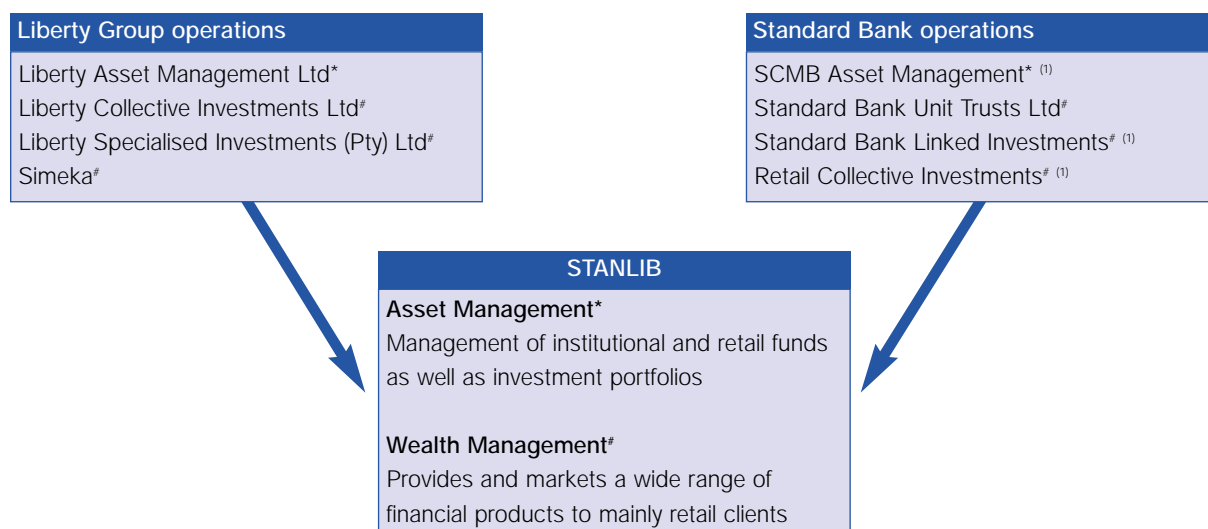 Liberty Group operations
Liberty Asset Management Ltd*
Liberty Collective Investments Ltd#
Liberty Specialised Investments (Pty) Ltd#
Simeka#
Standard Bank operations
SCMB Asset Management* (1)
Standard Bank Unit Trusts Ltd#
Standard Bank Linked Investments# (1)
Retail Collective Investments# (1)
STANLIB
Asset Management*
Management of institutional and retail funds
as well as investment portfolios
Wealth Management#
Provides and markets a wide range of
financial products to mainly retail clients